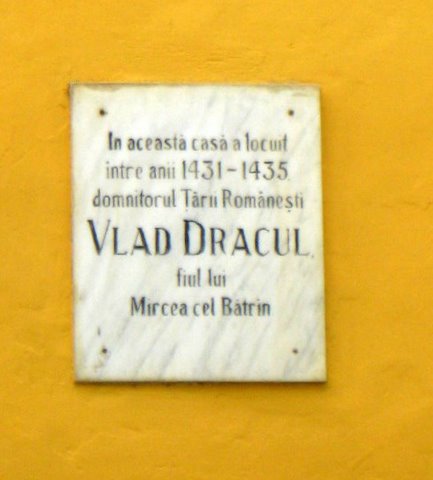 In această casă a locuit
între anii 1431-1435
domnitorul Țării Românești
VLAD DRACUL,
fiul lui
Mircea cel Bătrîn